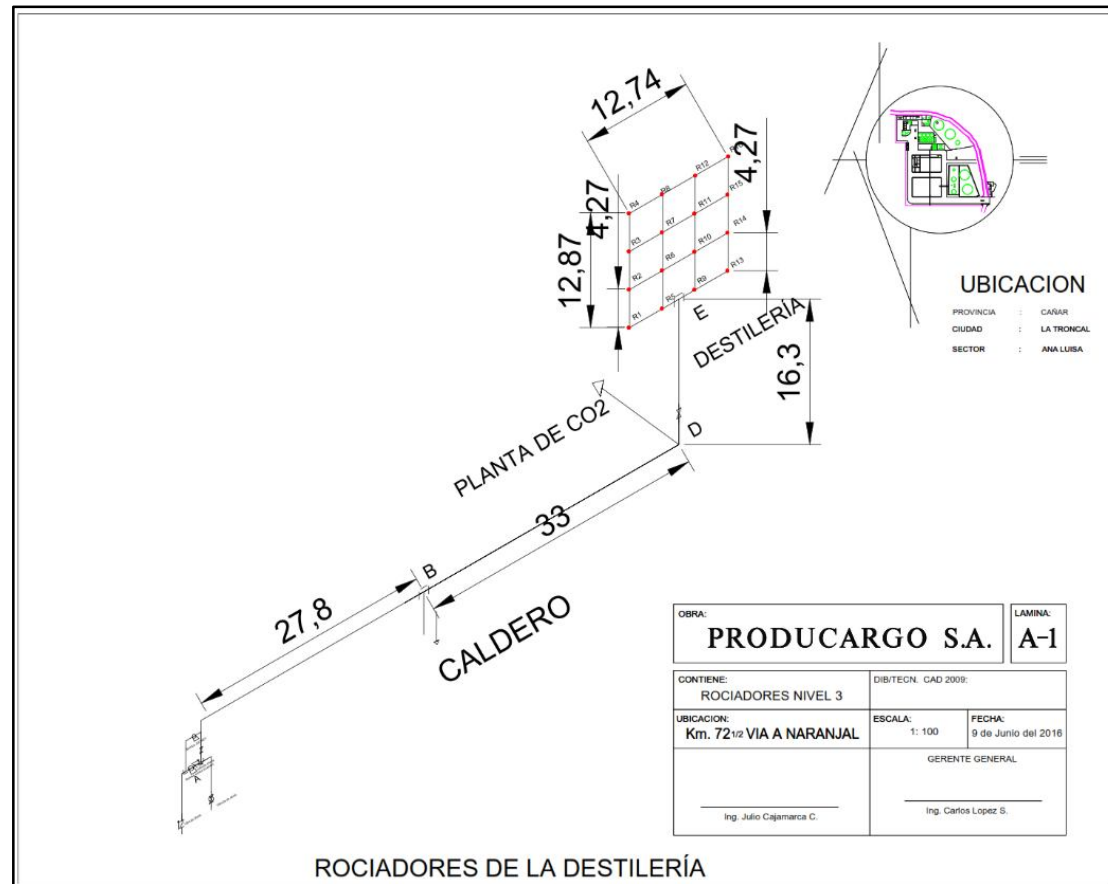 12,74
4,27
4,27
12,87
R4
R8
R12
R3
R7
R11
R15
R2
R6
R10
R14
R1
R5
R9
R13
E
DESTILERÍA
16,3
D
PLANTA DE CO2
33
B
27,8
CALDERO
A
UBICACION
PROVINCIA : CAÑAR
CIUDAD : LA TRONCAL
SECTOR : ANA LUISA
OBRA:
PRODUCARGO S.A.
LAMINA:
A-1
CONTIENE:
ROCIADORES NIVEL 3
DIB/TECN. CAD 2009:
UBICACION:
Km. 72 1/2 VIA A NARANJAL
ESCALA:
1: 100
FECHA:
9 de Junio del 2016
GERENTE GENERAL
Ing. Julio Cajamarca C.
Ing. Carlos Lopez S.
ROCIADORES DE LA DESTILERÍA